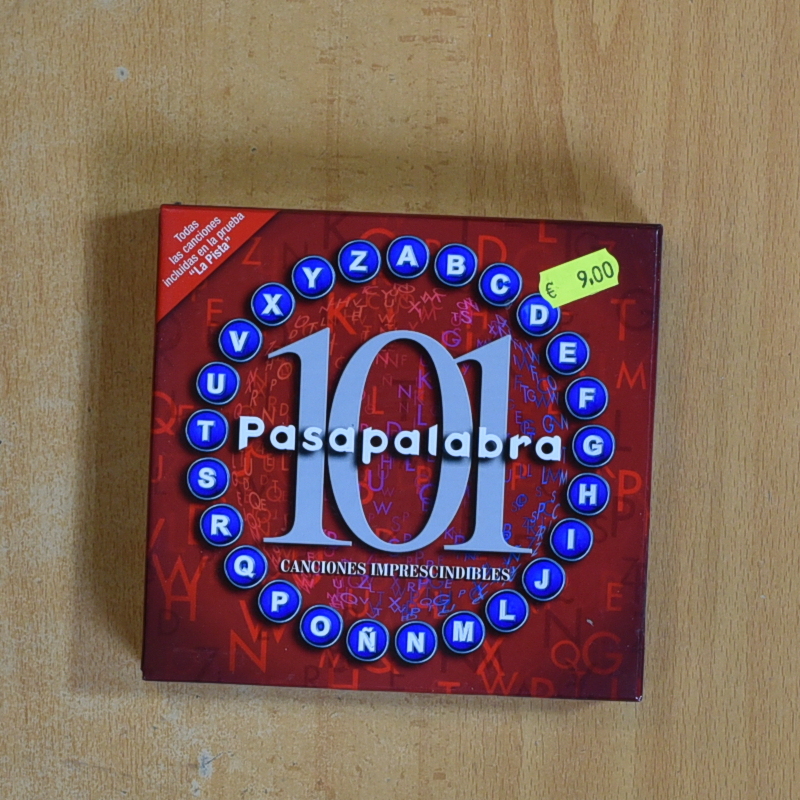 Todas
las canciones
incluidas en la prueba
"La Pista"
€ 9,00
A
B
C
D
E
F
G
H
I
J
L
M
N
Ñ
O
P
Q
R
S
T
U
V
X
Y
Z
101
Pasapalabra
CANCIONES IMPRESCINDIBLES